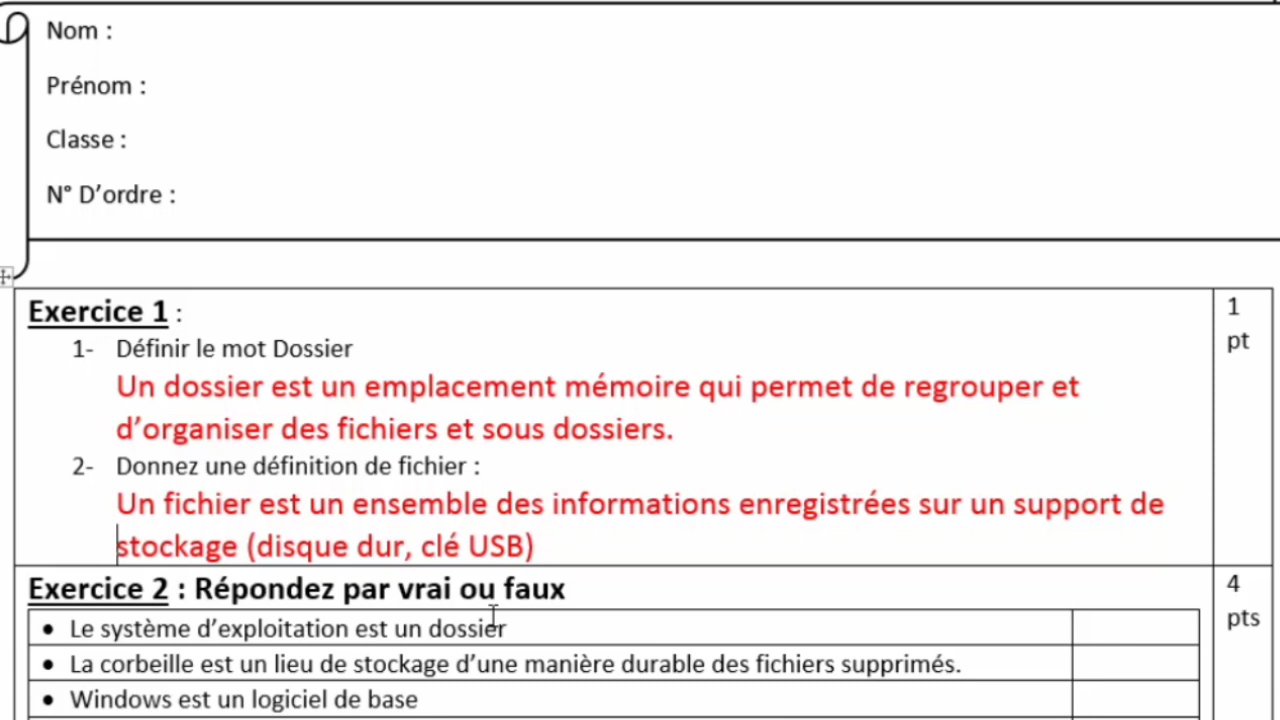 Nom :
Prénom :
Classe :
N° D’ordre :
Exercice 1 :
1 pt
1- Définir le mot Dossier
Un dossier est un emplacement mémoire qui permet de regrouper et
d’organiser des fichiers et sous dossiers.
2- Donnez une définition de fichier :
Un fichier est un ensemble des informations enregistrées sur un support de
stockage (disque dur, clé USB)
Exercice 2 : Répondez par vrai ou faux
4 pts
• Le système d’exploitation est un dossier
• La corbeille est un lieu de stockage d’une manière durable des fichiers supprimés.
• Windows est un logiciel de base